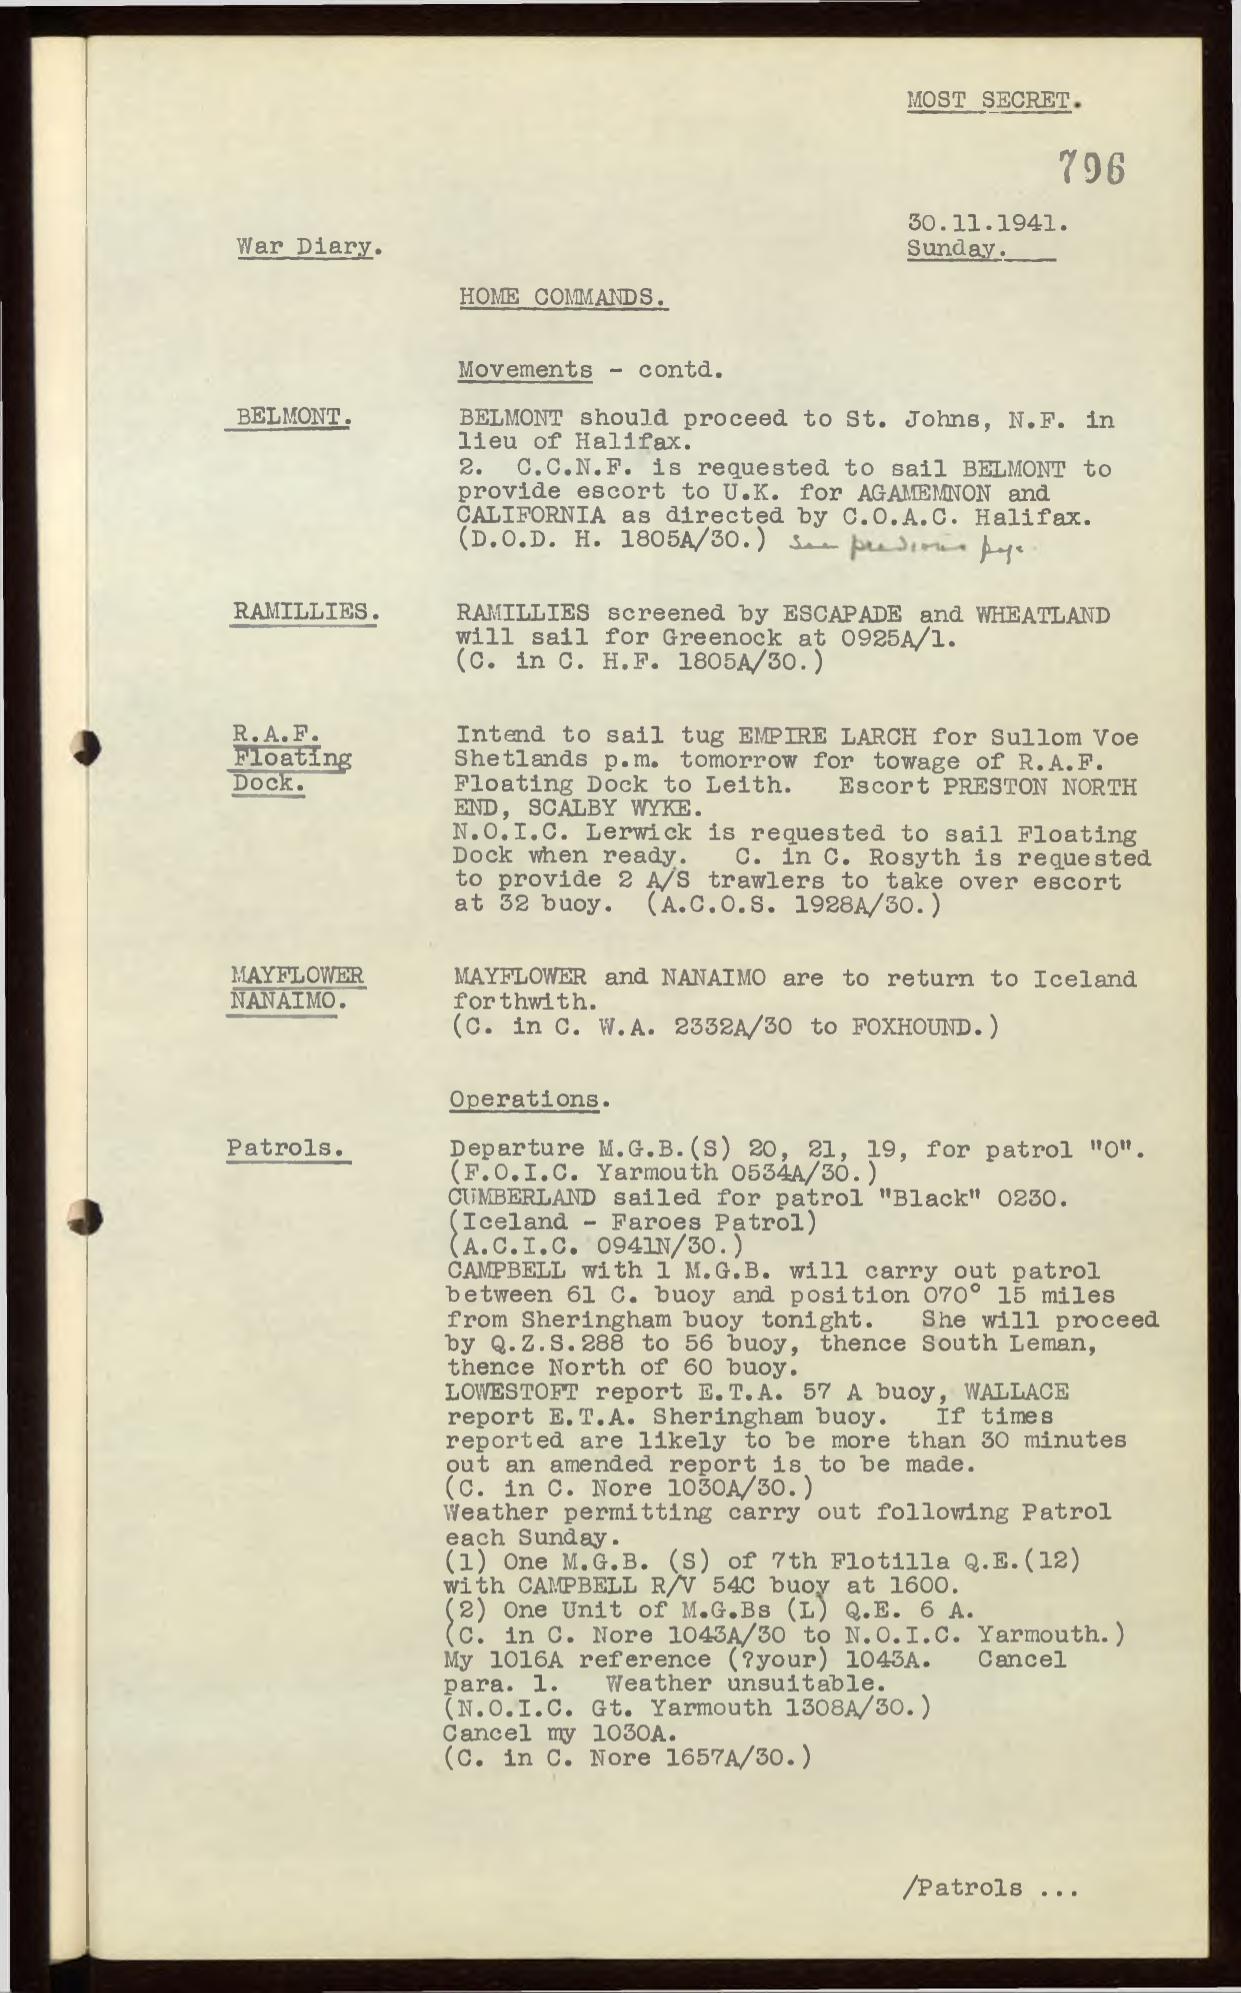 MOST SECRET.
796
30.11.1941.
War Diary.
Sunday.
HOME COMMANDS.
Movements - contd.
BELMONT.
BELMONT should proceed to St. Johns, N.F. in
lieu of Halifax.
2. C.C.N.F. is requested to sail BELMONT to
provide escort to U.K. for AGAMEMNON and
CALIFORNIA as directed by C.O.A.C. Halifax.
(D.O.D. H. 1805A/30.) See previous page.
RAMILLIES.
RAMILLIES screened by ESCAPADE and WHEATLAND
will sail for Greenock at 0925A/1.
(C. in C. H.F. 1805A/30.)
R.A.F.
Floating
Dock.
Intend to sail tug EMPIRE LARCH for Sullom Voe
Shetlands p.m. tomorrow for towage of R.A.F.
Floating Dock to Leith. Escort PRESTON NORTH
END, SCALBY WYKE.
N.O.I.C. Lerwick is requested to sail Floating
Dock when ready. C. in C. Rosyth is requested
to provide 2 A/S trawlers to take over escort
at 32 buoy. (A.C.O.S. 1928A/30.)
MAYFLOWER
NANAIMO.
MAYFLOWER and NANAIMO are to return to Iceland
forthwith.
(C. in C. W.A. 2332A/30 to FOXHOUND.)
Operations.
Patrols.
Departure M.G.B.(S) 20, 21, 19, for patrol "O".
(F.O.I.C. Yarmouth 0534A/30.)
CUMBERLAND sailed for patrol "Black" 0230.
(Iceland - Faroes Patrol)
(A.C.I.C. 0941N/30.)
CAMPBELL with 1 M.G.B. will carry out patrol
between 61 C. buoy and position 070° 15 miles
from Sheringham buoy tonight. She will proceed
by Q.Z.S.288 to 56 buoy, thence South Leman,
thence North of 60 buoy.
LOWESTOFT report E.T.A. 57 A buoy, WALLACE
report E.T.A. Sheringham buoy. If times
reported are likely to be more than 30 minutes
out an amended report is to be made.
(C. in C. Nore 1030A/30.)
Weather permitting carry out following Patrol
each Sunday.
(1) One M.G.B. (S) of 7th Flotilla Q.E.(12)
with CAMPBELL R/V 54C buoy at 1600.
(2) One Unit of M.G.Bs (L) Q.E. 6 A.
(C. in C. Nore 1043A/30 to N.O.I.C. Yarmouth.)
My 1016A reference (?your) 1043A. Cancel
para. 1. Weather unsuitable.
(N.O.I.C. Gt. Yarmouth 1308A/30.)
Cancel my 1030A.
(C. in C. Nore 1657A/30.)
/Patrols ...